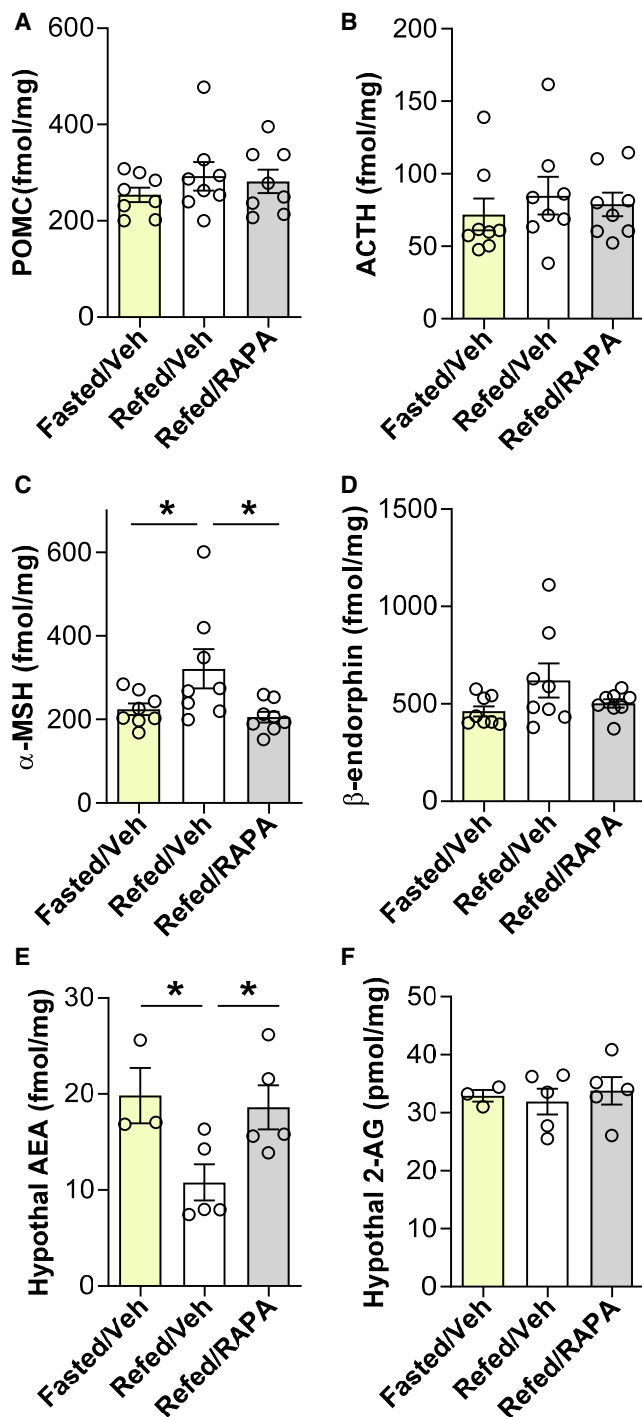 A
POMC(fmol/mg)
600
400
200
0
Fasted/Veh
Refed/Veh
Refed/RAPA
B
ACTH (fmol/mg)
200
150
100
50
0
Fasted/Veh
Refed/Veh
Refed/RAPA
C
α-MSH (fmol/mg)
600
400
200
0
* *
Fasted/Veh
Refed/Veh
Refed/RAPA
D
β-endorphin (fmol/mg)
1500
1000
500
0
Fasted/Veh
Refed/Veh
Refed/RAPA
E
Hypothal AEA (fmol/mg)
30
20
10
0
* *
Fasted/Veh
Refed/Veh
Refed/RAPA
F
Hypothal 2-AG (pmol/mg)
50
40
30
20
10
0
Fasted/Veh
Refed/Veh
Refed/RAPA